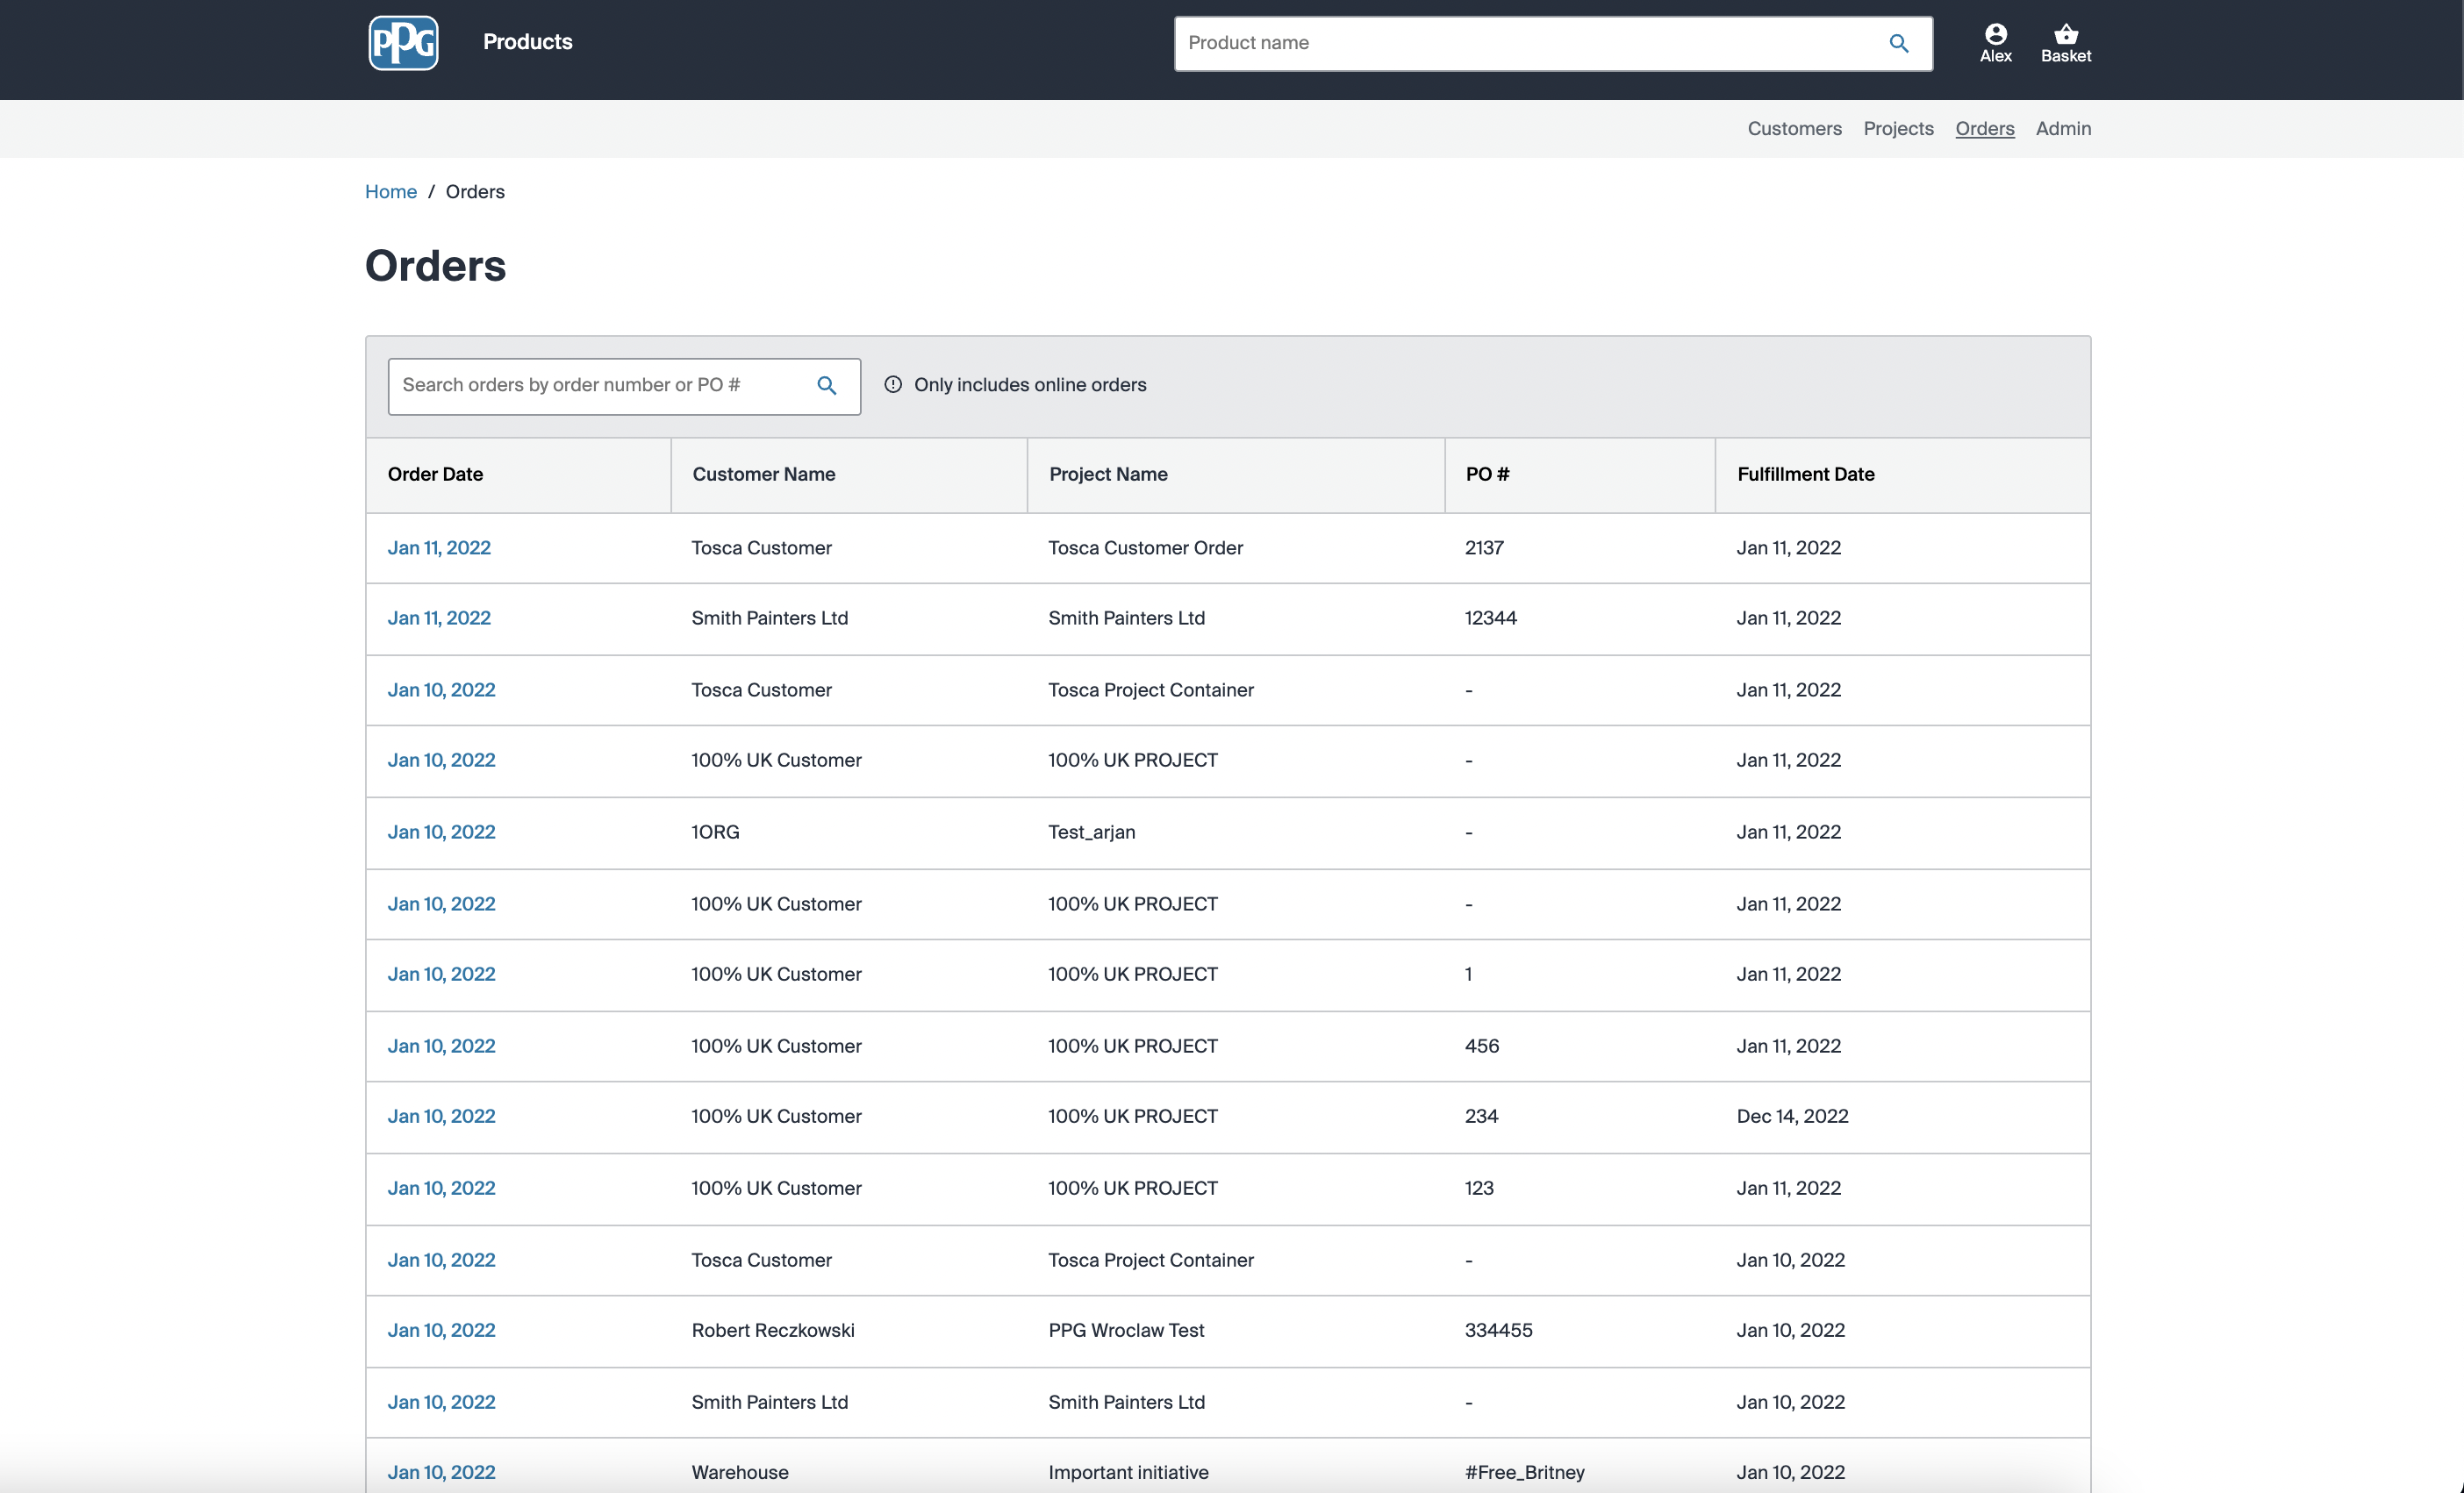 PPG Products Product name Alex Basket
Customers Projects Orders Admin
Home / Orders
Orders
Search orders by order number or PO # Only includes online orders
Order Date Customer Name Project Name PO # Fulfillment Date
Jan 11, 2022 Tosca Customer Tosca Customer Order 2137 Jan 11, 2022
Jan 11, 2022 Smith Painters Ltd Smith Painters Ltd 12344 Jan 11, 2022
Jan 10, 2022 Tosca Customer Tosca Project Container - Jan 11, 2022
Jan 10, 2022 100% UK Customer 100% UK PROJECT - Jan 11, 2022
Jan 10, 2022 1ORG Test_arjan - Jan 11, 2022
Jan 10, 2022 100% UK Customer 100% UK PROJECT - Jan 11, 2022
Jan 10, 2022 100% UK Customer 100% UK PROJECT 1 Jan 11, 2022
Jan 10, 2022 100% UK Customer 100% UK PROJECT 456 Jan 11, 2022
Jan 10, 2022 100% UK Customer 100% UK PROJECT 234 Dec 14, 2022
Jan 10, 2022 100% UK Customer 100% UK PROJECT 123 Jan 11, 2022
Jan 10, 2022 Tosca Customer Tosca Project Container - Jan 10, 2022
Jan 10, 2022 Robert Reczkowski PPG Wroclaw Test 334455 Jan 10, 2022
Jan 10, 2022 Smith Painters Ltd Smith Painters Ltd - Jan 10, 2022
Jan 10, 2022 Warehouse Important initiative #Free_Britney Jan 10, 2022